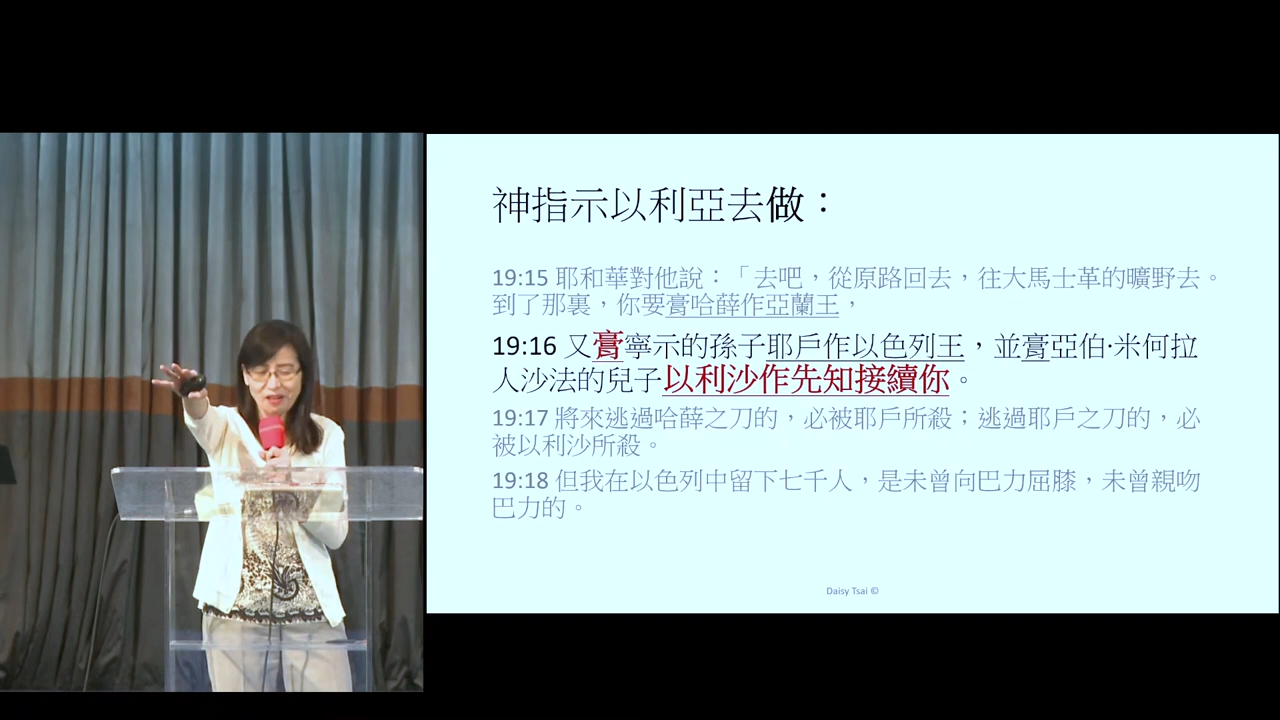 神指示以利亞去做：
19:15 耶和華對他說：「去吧，從原路回去，往大馬士革的曠野去。
到了那裏，你要膏哈薛作亞蘭王，
19:16 又膏寧示的孫子耶戶作以色列王，並膏亞伯·米何拉
人沙法的兒子以利沙作先知接續你。
19:17 將來逃過哈薛之刀的，必被耶戶所殺；逃過耶戶之刀的，必
被以利沙所殺。
19:18 但我在以色列中留下七千人，是未曾向巴力屈膝，未曾親吻
巴力的。
Daisy Tsai ©